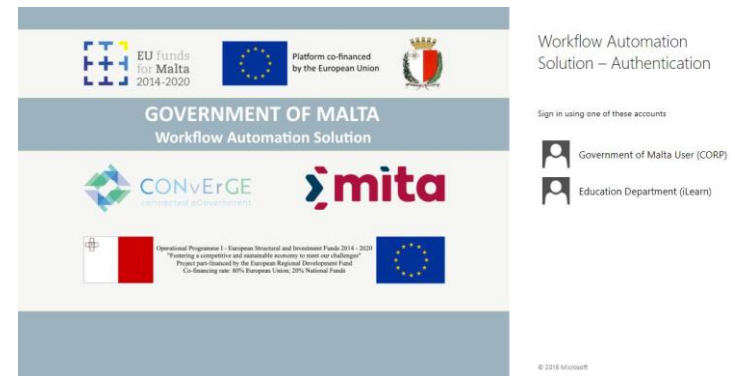 EU funds
for Malta
2014-2020
Platform co-financed
by the European Union
GOVERNMENT OF MALTA
Workflow Automation Solution
CONvErGE
connected eGovernment
mita
Operational Programme I - European Structural and Investment Funds 2014 - 2020
"Fostering a competitive and sustainable economy to meet our challenges"
Project part-financed by the European Regional Development Fund
Co-financing rate: 80% European Union; 20% National Funds
Workflow Automation
Solution – Authentication
Sign in using one of these accounts
Government of Malta User (CORP)
Education Department (iLearn)
© 2016 Microsoft